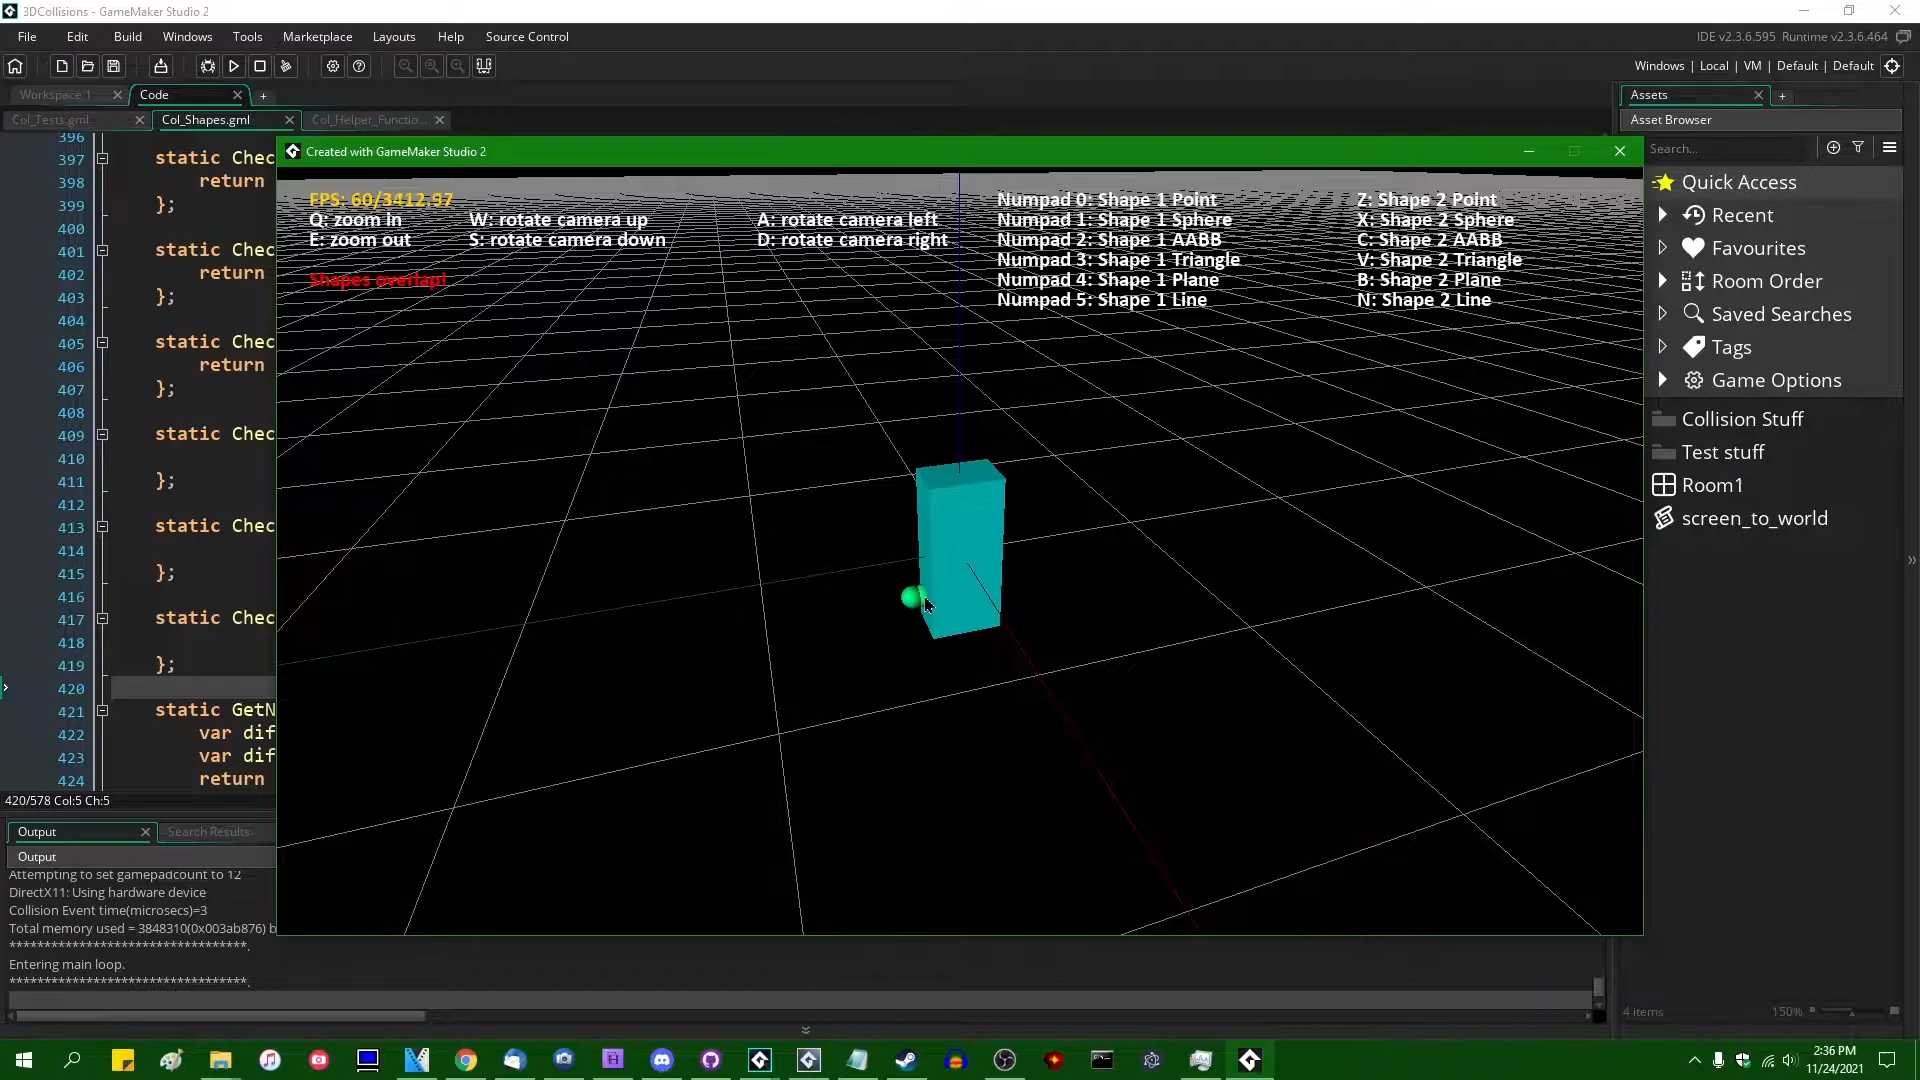 3DCollisions - GameMaker Studio 2
File Edit Build Windows Tools Marketplace Layouts Help Source Control
IDE v2.3.6.595 Runtime v2.3.6.464
Windows | Local | VM | Default | Default
Workspace 1
Code
Col_Tests.gml
Col_Shapes.gml
Col_Helper_Functio...
396
397 static Chec
398 return
399 };
400
401 static Chec
402 return
403 };
404
405 static Chec
406 return
407 };
408
409 static Chec
410
411 };
412
413 static Chec
414
415 };
416
417 static Chec
418
419 };
420
421 static GetN
422 var dif
423 var dif
424 return
420/578 Col:5 Ch:5
Created with GameMaker Studio 2
FPS: 60/3412.97
Q: zoom in
E: zoom out
W: rotate camera up
S: rotate camera down
A: rotate camera left
D: rotate camera right
Shapes overlap!
Numpad 0: Shape 1 Point
Numpad 1: Shape 1 Sphere
Numpad 2: Shape 1 AABB
Numpad 3: Shape 1 Triangle
Numpad 4: Shape 1 Plane
Numpad 5: Shape 1 Line
Z: Shape 2 Point
X: Shape 2 Sphere
C: Shape 2 AABB
V: Shape 2 Triangle
B: Shape 2 Plane
N: Shape 2 Line
Output
Search Results
Output
Attempting to set gamepadcount to 12
DirectX11: Using hardware device
Collision Event time(microsecs)=3
Total memory used = 3848310(0x003ab876) b
**********************************.
Entering main loop.
**********************************.
Assets
Asset Browser
Search...
Quick Access
Recent
Favourites
Room Order
Saved Searches
Tags
Game Options
Collision Stuff
Test stuff
Room1
screen_to_world
4 items
150%
2:36 PM
11/24/2021